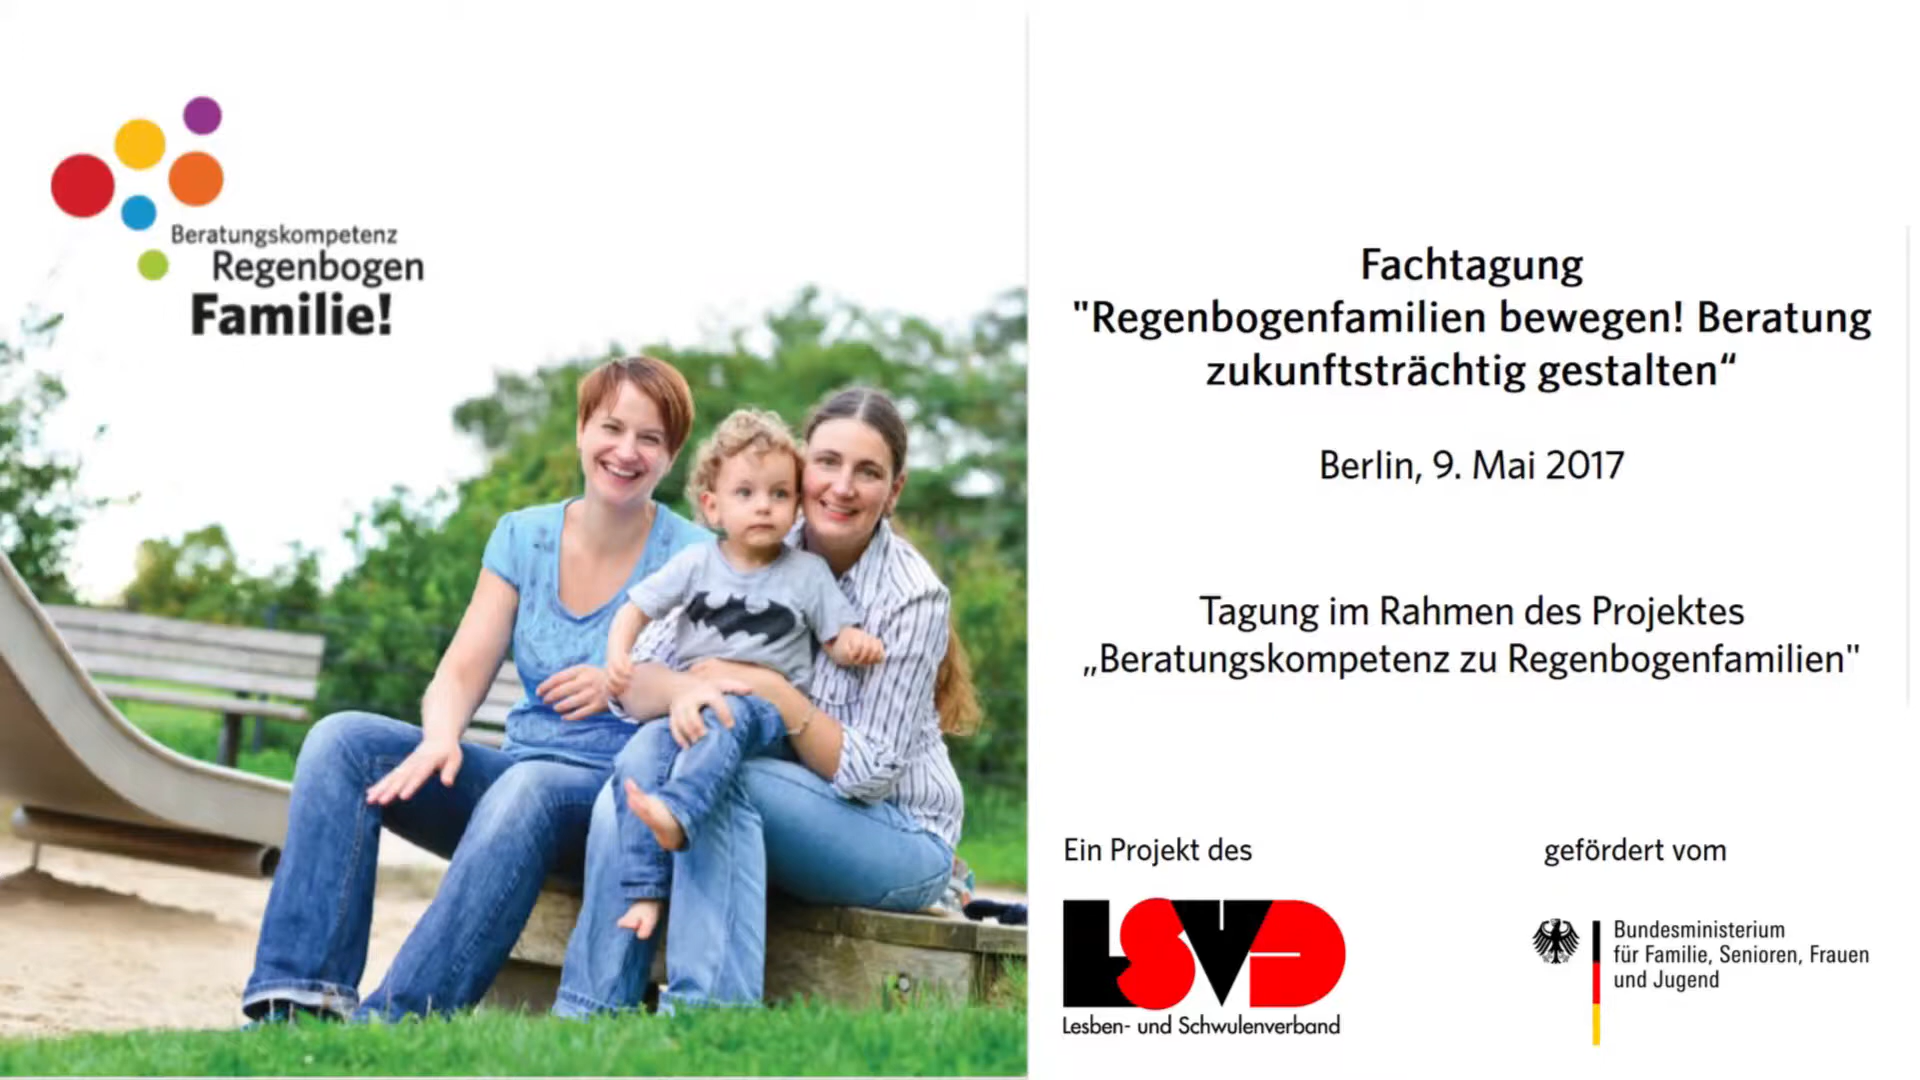 Beratungskompetenz
Regenbogen
Familie!
Fachtagung
"Regenbogenfamilien bewegen! Beratung
zukunftsträchtig gestalten“
Berlin, 9. Mai 2017
Tagung im Rahmen des Projektes
„Beratungskompetenz zu Regenbogenfamilien"
Ein Projekt des
LSVD
Lesben- und Schwulenverband
gefördert vom
Bundesministerium
für Familie, Senioren, Frauen
und Jugend